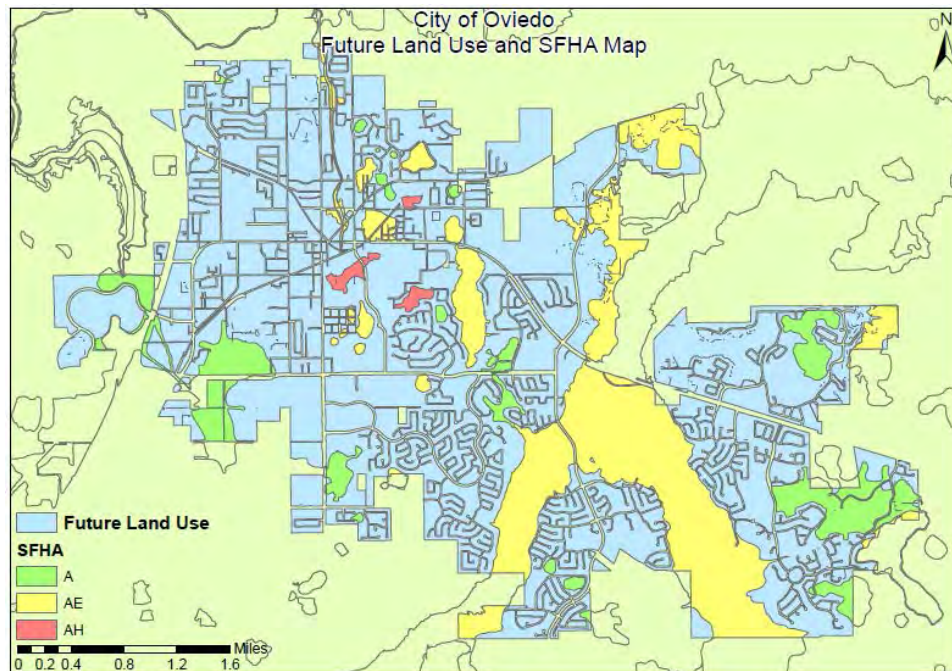 City of Oviedo
Future Land Use and SFHA Map
N
Future Land Use
SFHA
A
AE
AH
Miles
0 0.2 0.4 0.8 1.2 1.6